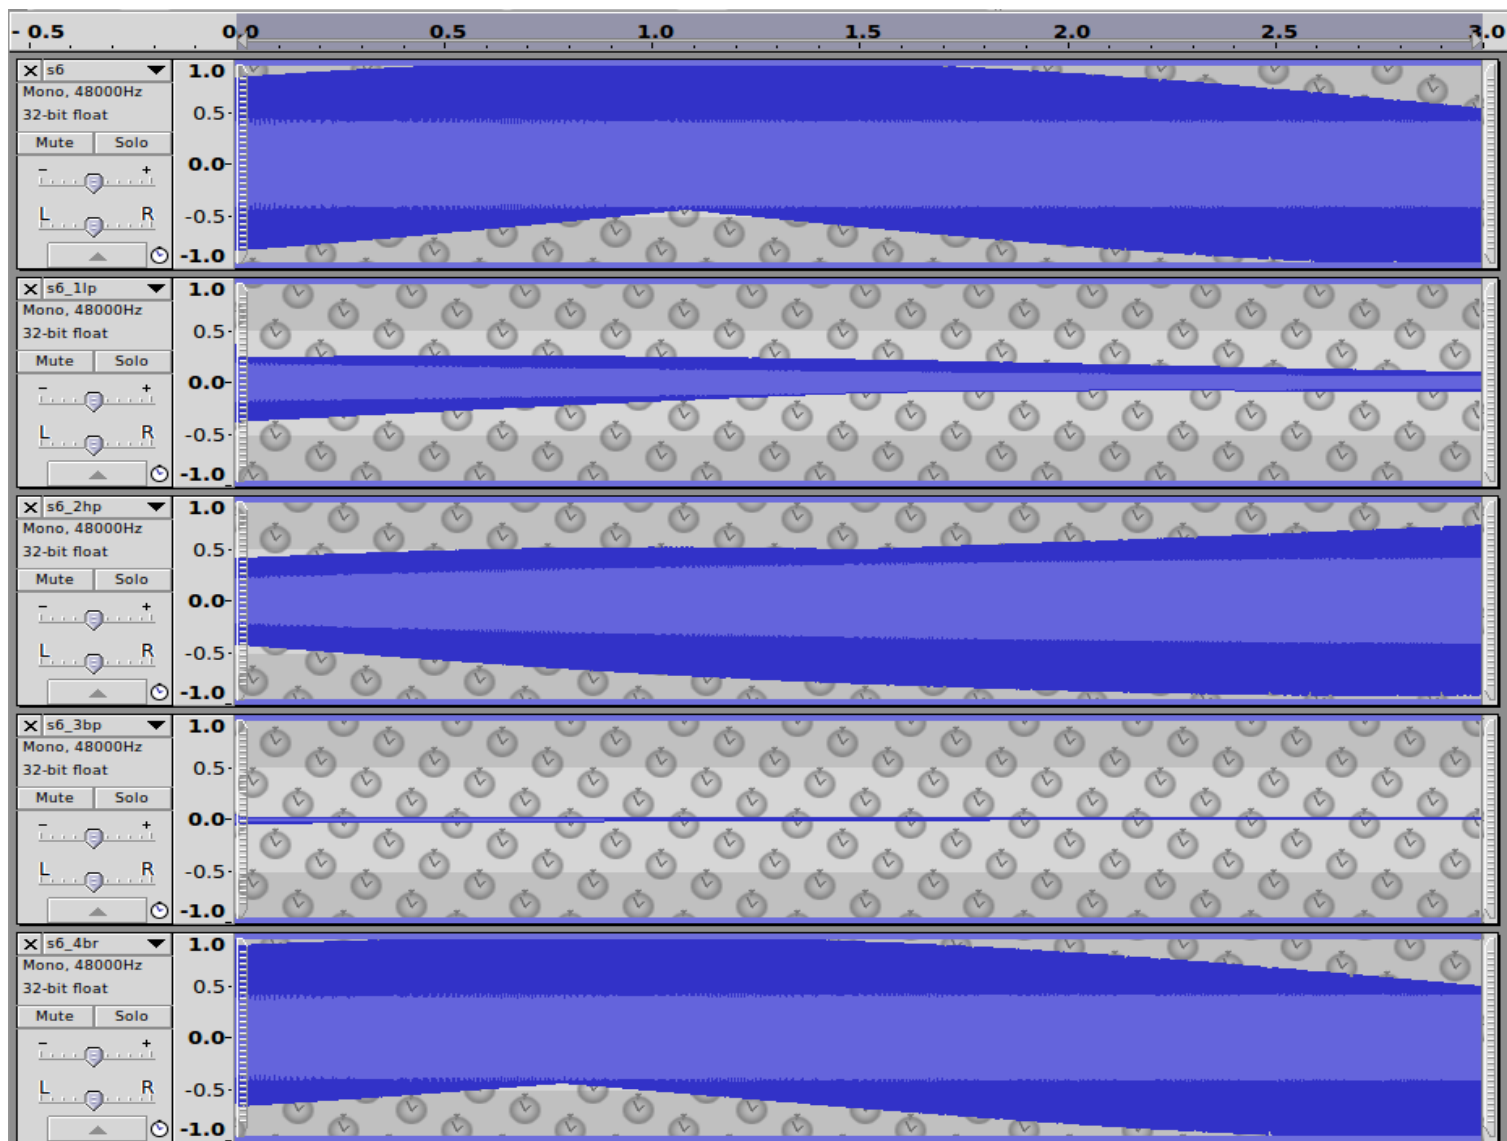 - 0.5 0.0 0.5 1.0 1.5 2.0 2.5 3.0
s6 1.0
Mono, 48000Hz
32-bit float 0.5
Mute Solo
- + 0.0
L R -0.5
-1.0
s6_1lp 1.0
Mono, 48000Hz
32-bit float 0.5
Mute Solo
- + 0.0
L R -0.5
-1.0
s6_2hp 1.0
Mono, 48000Hz
32-bit float 0.5
Mute Solo
- + 0.0
L R -0.5
-1.0
s6_3bp 1.0
Mono, 48000Hz
32-bit float 0.5
Mute Solo
- + 0.0
L R -0.5
-1.0
s6_4br 1.0
Mono, 48000Hz
32-bit float 0.5
Mute Solo
- + 0.0
L R -0.5
-1.0